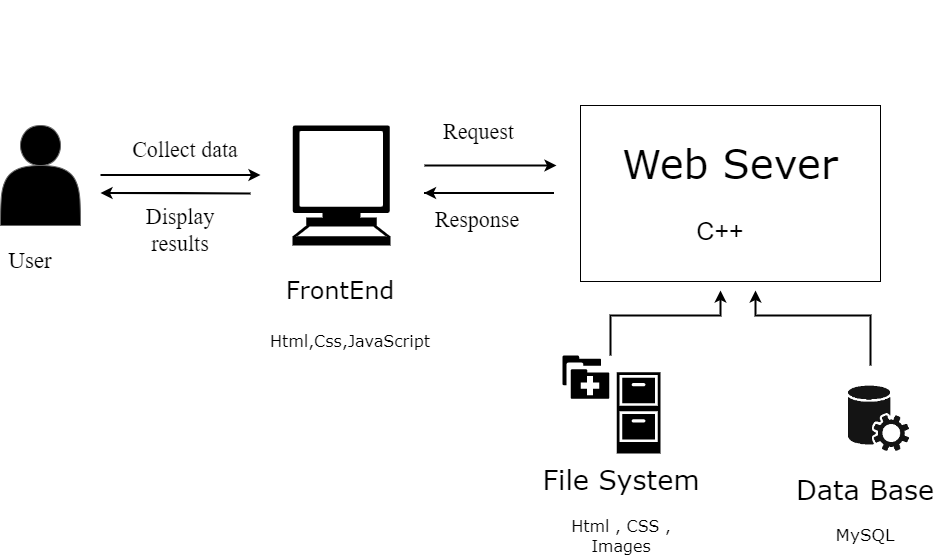 Collect data
Display
results
User
FrontEnd
Html,Css,JavaScript
Request
Response
Web Sever
C++
File System
Html , CSS ,
Images
Data Base
MySQL